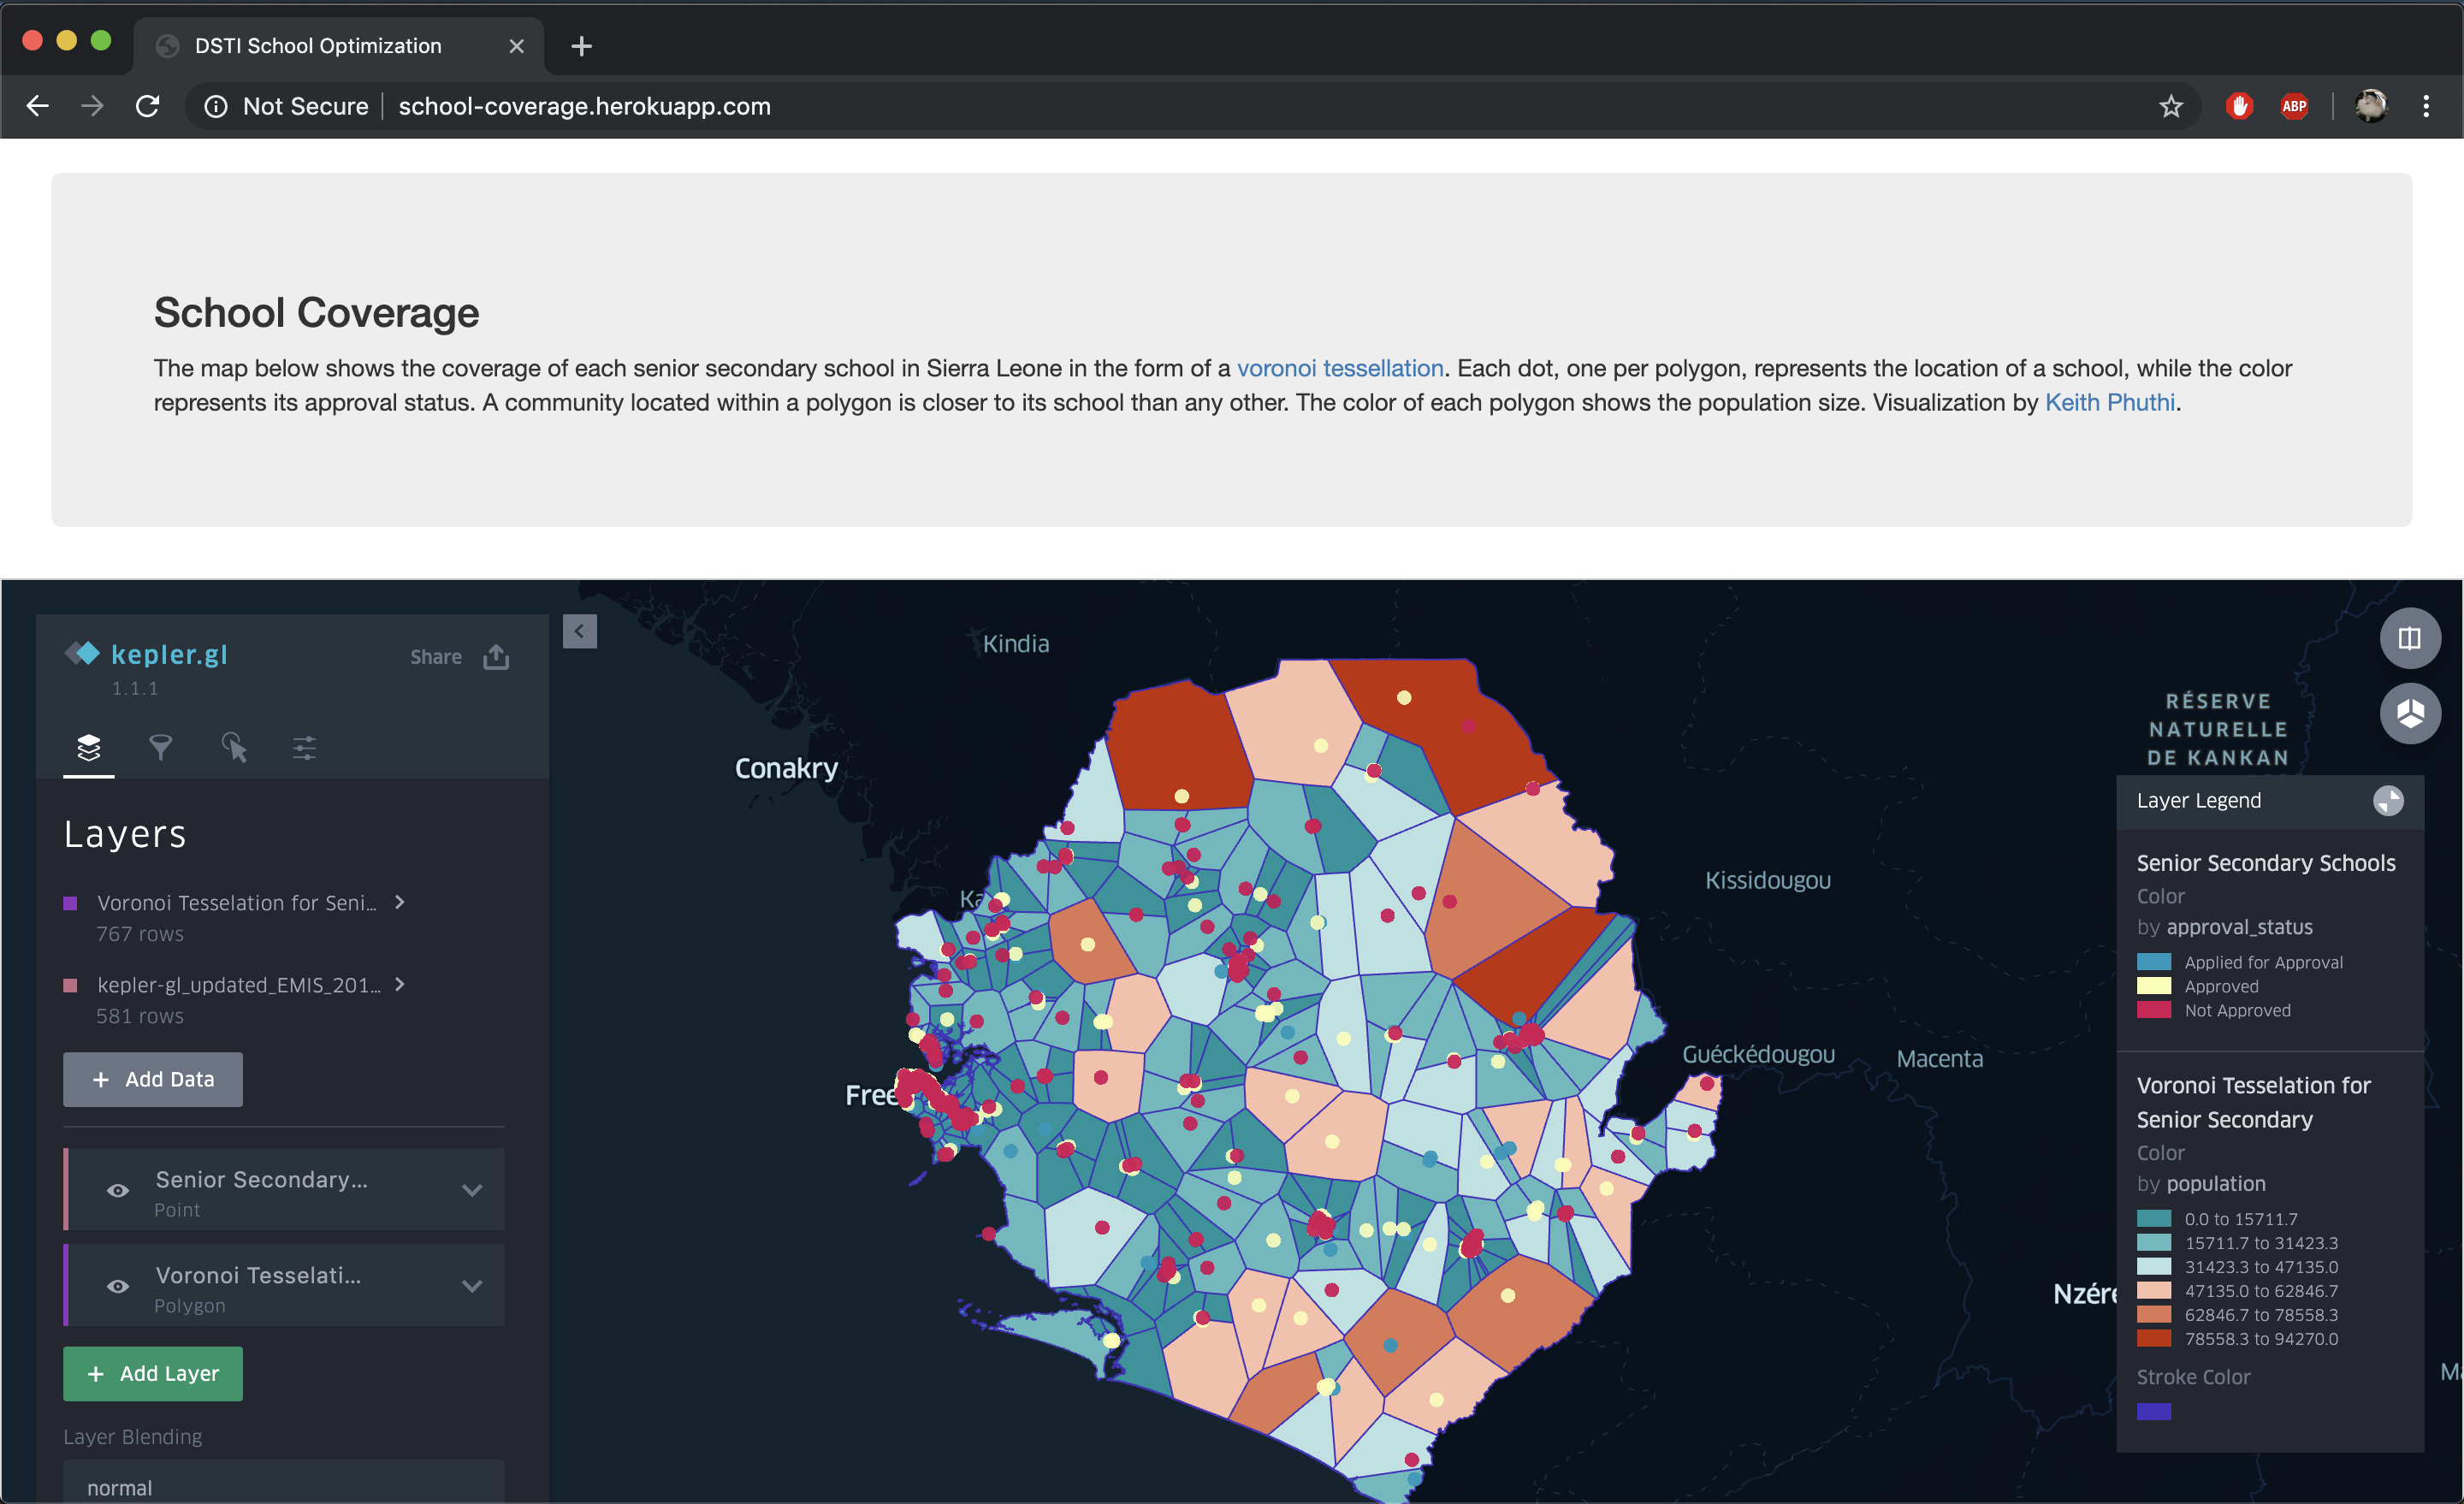 DSTI School Optimization
Not Secure
school-coverage.herokuapp.com
ABP
School Coverage
The map below shows the coverage of each senior secondary school in Sierra Leone in the form of a voronoi tessellation. Each dot, one per polygon, represents the location of a school, while the color
represents its approval status. A community located within a polygon is closer to its school than any other. The color of each polygon shows the population size. Visualization by Keith Phuthi.
kepler.gl
1.1.1
Share
Layers
Voronoi Tesselation for Seni...
767 rows
kepler-gl_updated_EMIS_201...
581 rows
+ Add Data
Senior Secondary...
Point
Voronoi Tesselati...
Polygon
+ Add Layer
Layer Blending
normal
Kindia
Conakry
Ka
Free
Kissidougou
Guéckédougou
Macenta
Nzére
Ma
RÉSERVE
NATURELLE
DE KANKAN
Layer Legend
Senior Secondary Schools
Color
by approval_status
Applied for Approval
Approved
Not Approved
Voronoi Tesselation for
Senior Secondary
Color
by population
0.0 to 15711.7
15711.7 to 31423.3
31423.3 to 47135.0
47135.0 to 62846.7
62846.7 to 78558.3
78558.3 to 94270.0
Stroke Color